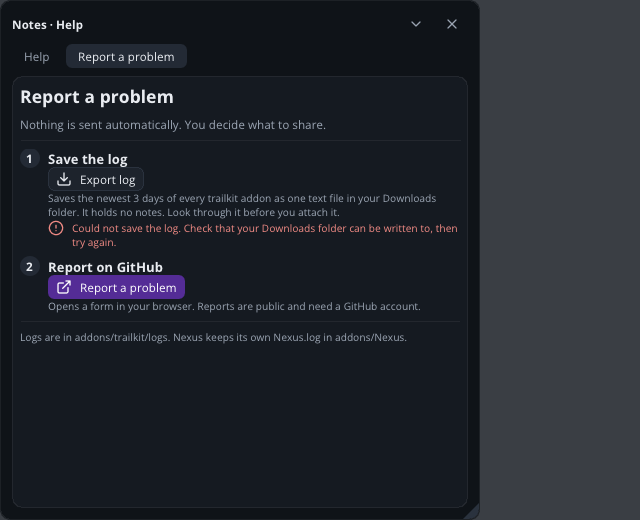 Notes · Help
Help
Report a problem
Report a problem
Nothing is sent automatically. You decide what to share.
1
Save the log
Export log
Saves the newest 3 days of every trailkit addon as one text file in your Downloads
folder. It holds no notes. Look through it before you attach it.
Could not save the log. Check that your Downloads folder can be written to, then
try again.
2
Report on GitHub
Report a problem
Opens a form in your browser. Reports are public and need a GitHub account.
Logs are in addons/trailkit/logs. Nexus keeps its own Nexus.log in addons/Nexus.